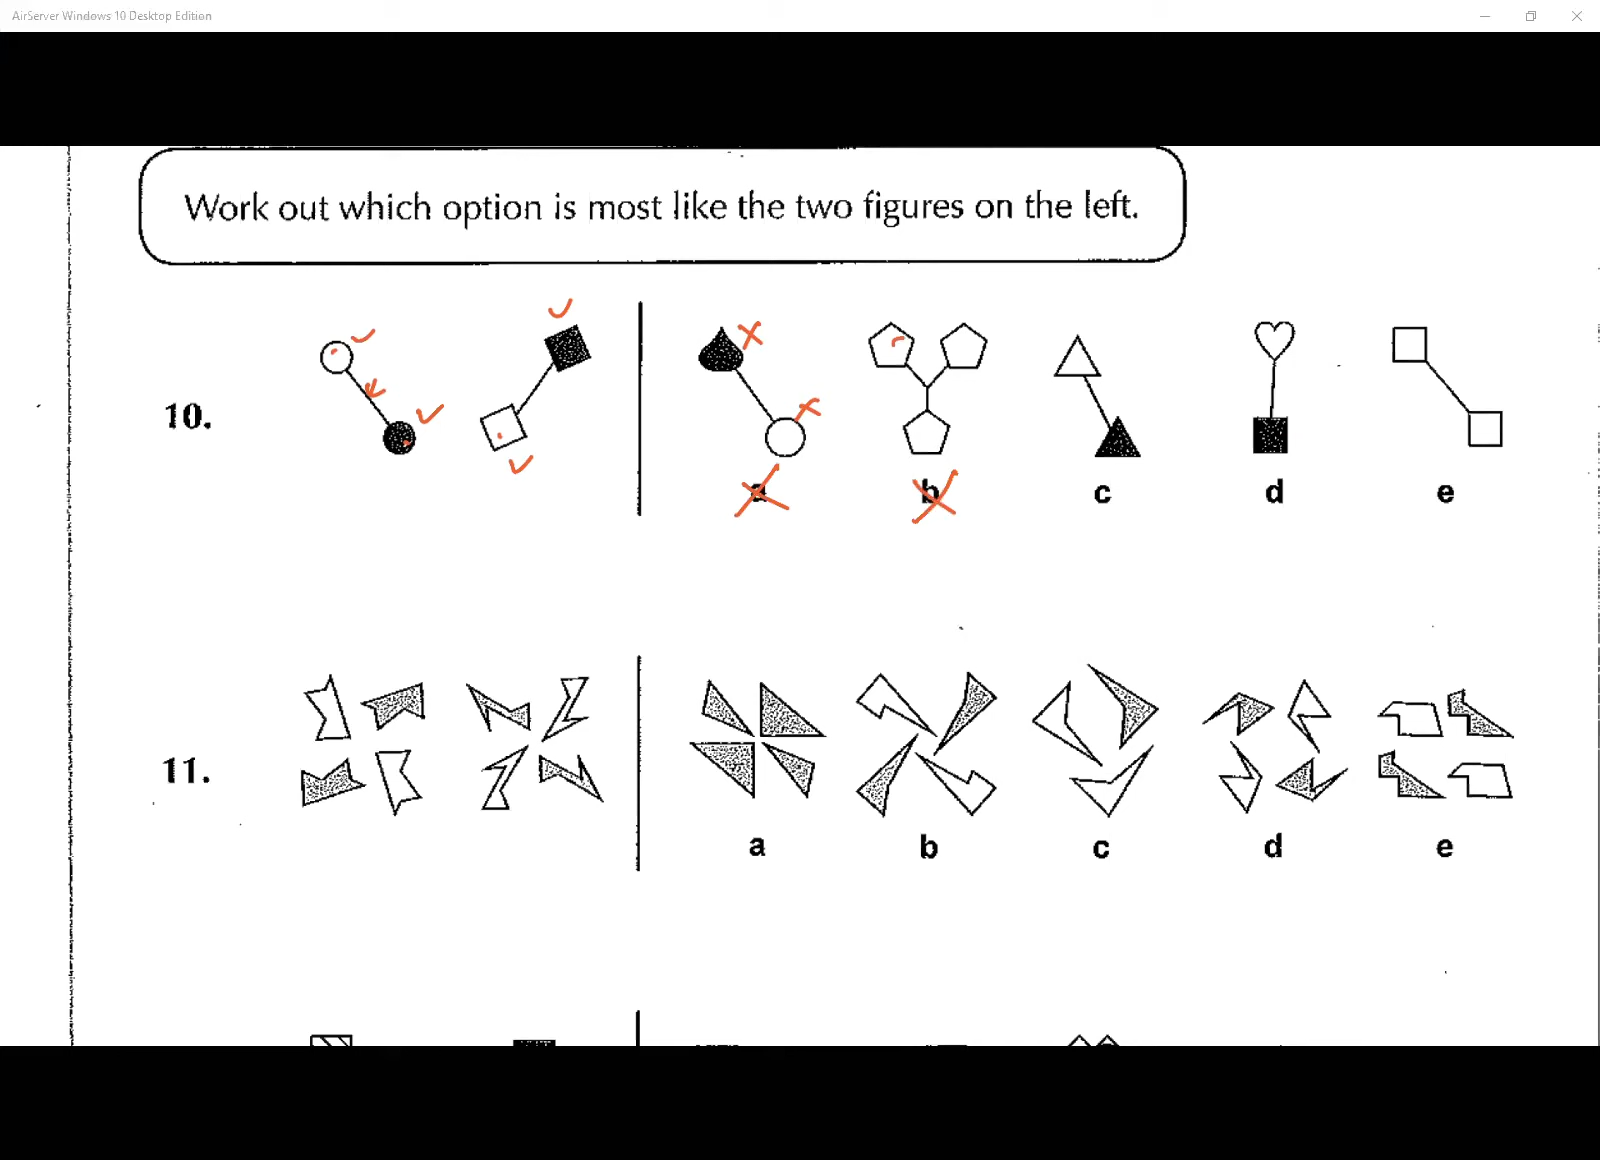 AirServer Windows 10 Desktop Edition
Work out which option is most like the two figures on the left.
10.
a b c d e
11.
a b c d e